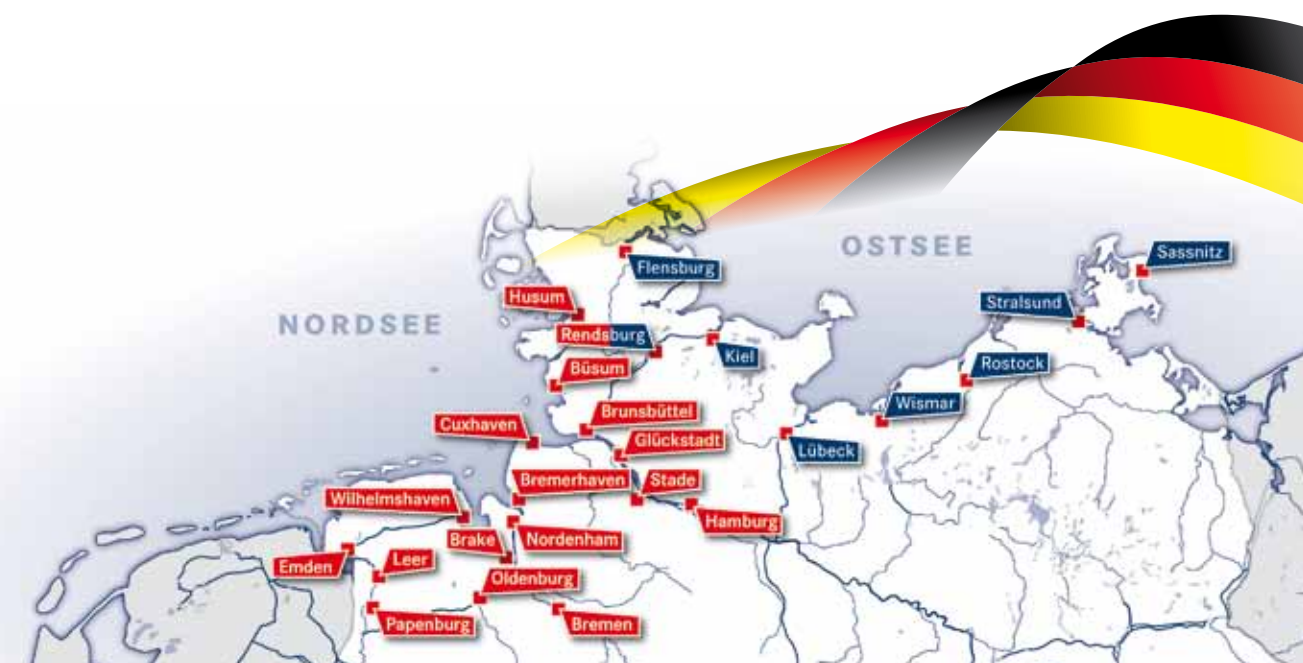 OSTSEE
Sassnitz
Flensburg
Husum
Stralsund
NORDSEE
Rendsburg
Kiel
Rostock
Büsum
Wismar
Brunsbüttel
Cuxhaven
Glückstadt
Lübeck
Bremerhaven
Stade
Wilhelmshaven
Hamburg
Brake
Nordenham
Leer
Emden
Oldenburg
Papenburg
Bremen